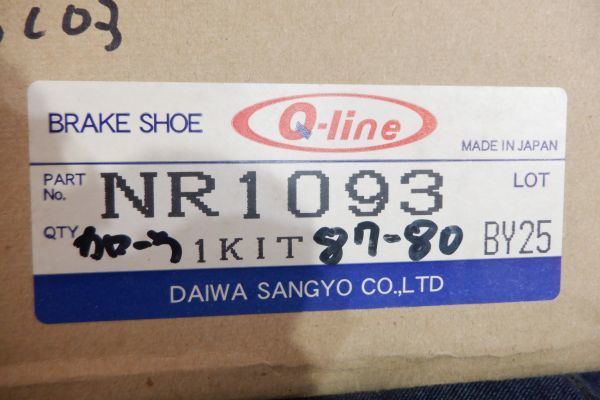 BRAKE SHOE Q-line MADE IN JAPAN
PART No. NR1093 LOT
QTY カローラ 1KIT 87-80 BY25
DAIWA SANGYO CO.,LTD